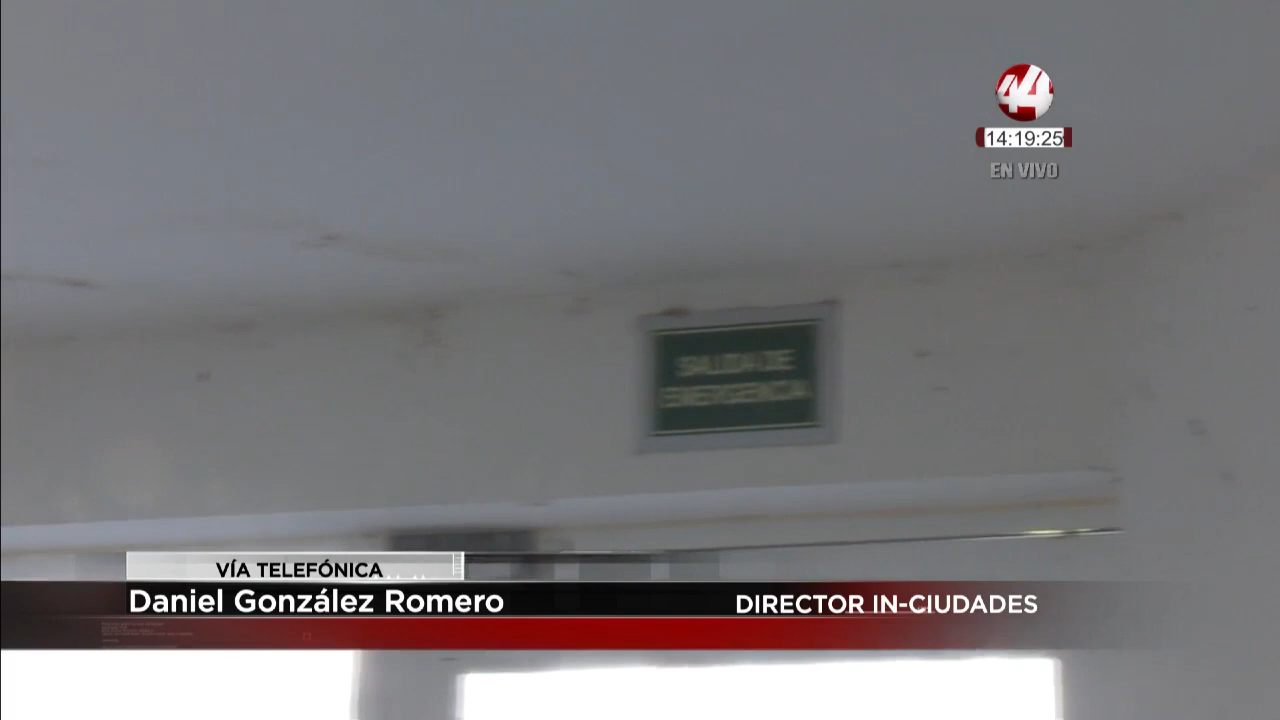 44
14:19:25
EN VIVO
SALIDA DE
EMERGENCIA
VÍA TELEFÓNICA
Daniel González Romero
DIRECTOR IN-CIUDADES